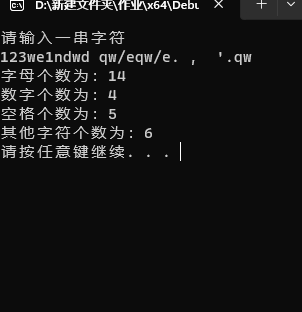 D:\新建文件夹\作业\x64\Debu
请输入一串字符
123we1ndwd qw/eqw/e. ,  '.qw
字母个数为: 14
数字个数为: 4
空格个数为: 5
其他字符个数为: 6
请按任意键继续. . .